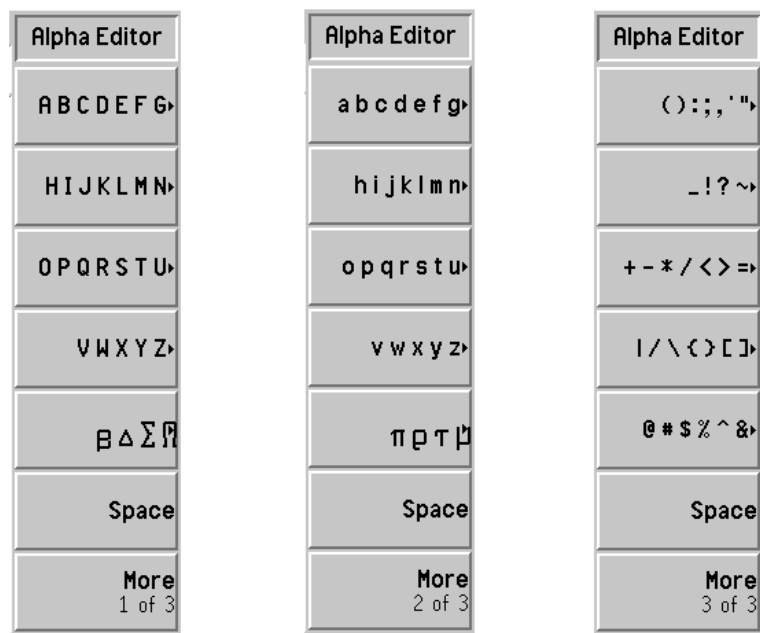 Alpha Editor
A B C D E F G
H I J K L M N
O P Q R S T U
V W X Y Z
Space
More
1 of 3
Alpha Editor
a b c d e f g
h i j k l m n
o p q r s t u
v w x y z
π ϱ τ μ
Space
More
2 of 3
Alpha Editor
( ) : ; , ' "
_ ! ? ~
+ - * / < > =
| / \ { } [ ]
@ # $ % ^ &
Space
More
3 of 3